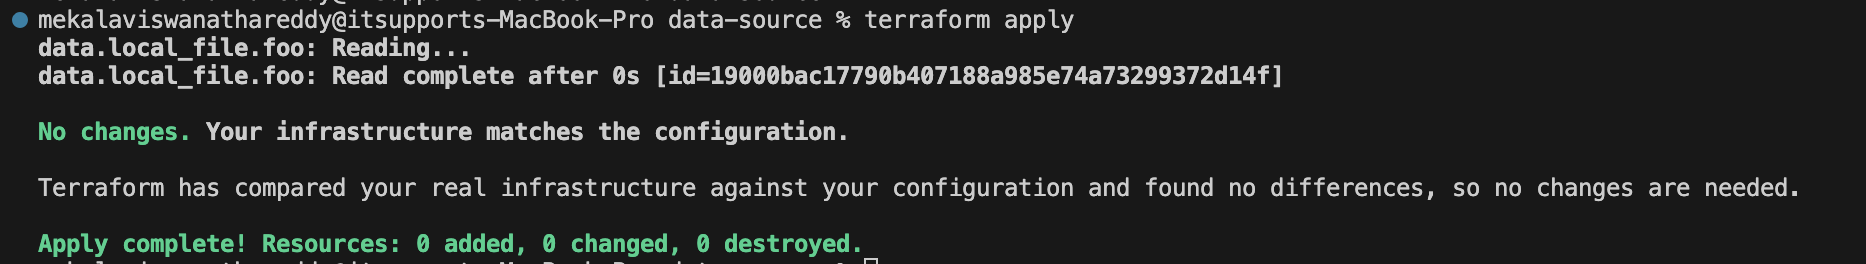 mekalaviswanathareddy@itsupports-MacBook-Pro data-source % terraform apply
data.local_file.foo: Reading...
data.local_file.foo: Read complete after 0s [id=19000bac17790b407188a985e74a73299372d14f]
No changes. Your infrastructure matches the configuration.
Terraform has compared your real infrastructure against your configuration and found no differences, so no changes are needed.
Apply complete! Resources: 0 added, 0 changed, 0 destroyed.